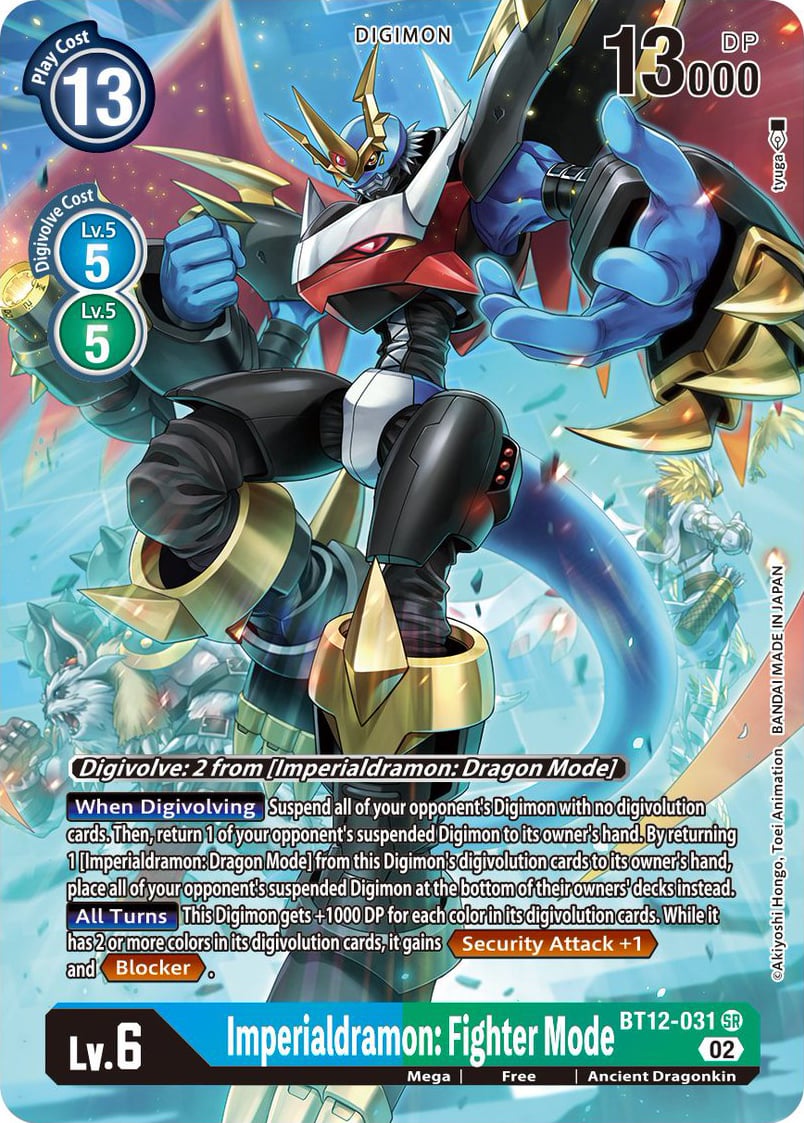 DIGIMON
Play Cost
13
13000
DP
tyuga
Digivolve Cost
Lv.5
5
Lv.5
5
Digivolve: 2 from [Imperialdramon: Dragon Mode]
When Digivolving Suspend all of your opponent's Digimon with no digivolution
cards. Then, return 1 of your opponent's suspended Digimon to its owner's hand. By returning
1 [Imperialdramon: Dragon Mode] from this Digimon's digivolution cards to its owner's hand,
place all of your opponent's suspended Digimon at the bottom of their owners' decks instead.
All Turns This Digimon gets +1000 DP for each color in its digivolution cards. While it
has 2 or more colors in its digivolution cards, it gains Security Attack +1
and Blocker .
©Akiyoshi Hongo, Toei Animation BANDAI MADE IN JAPAN
Lv.6
Imperialdramon: Fighter Mode
BT12-031 SR
02
Mega | Free | Ancient Dragonkin